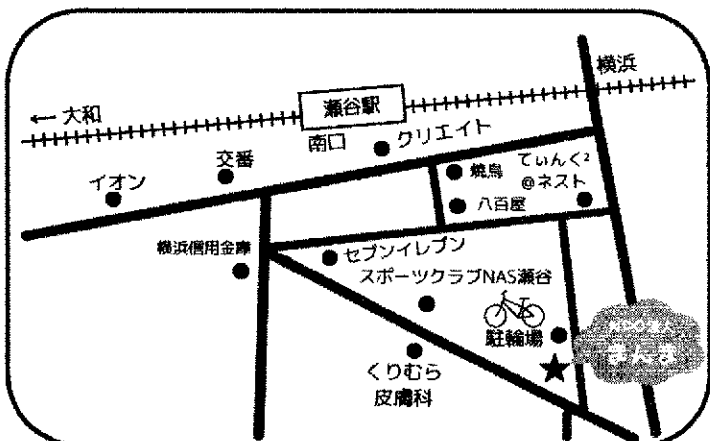 横浜
← 大和
瀬谷駅
南口
クリエイト
交番
イオン
焼鳥
てぃんく²
@ネスト
八百屋
横浜信用金庫
セブンイレブン
スポーツクラブNAS瀬谷
駐輪場
くりむら
皮膚科